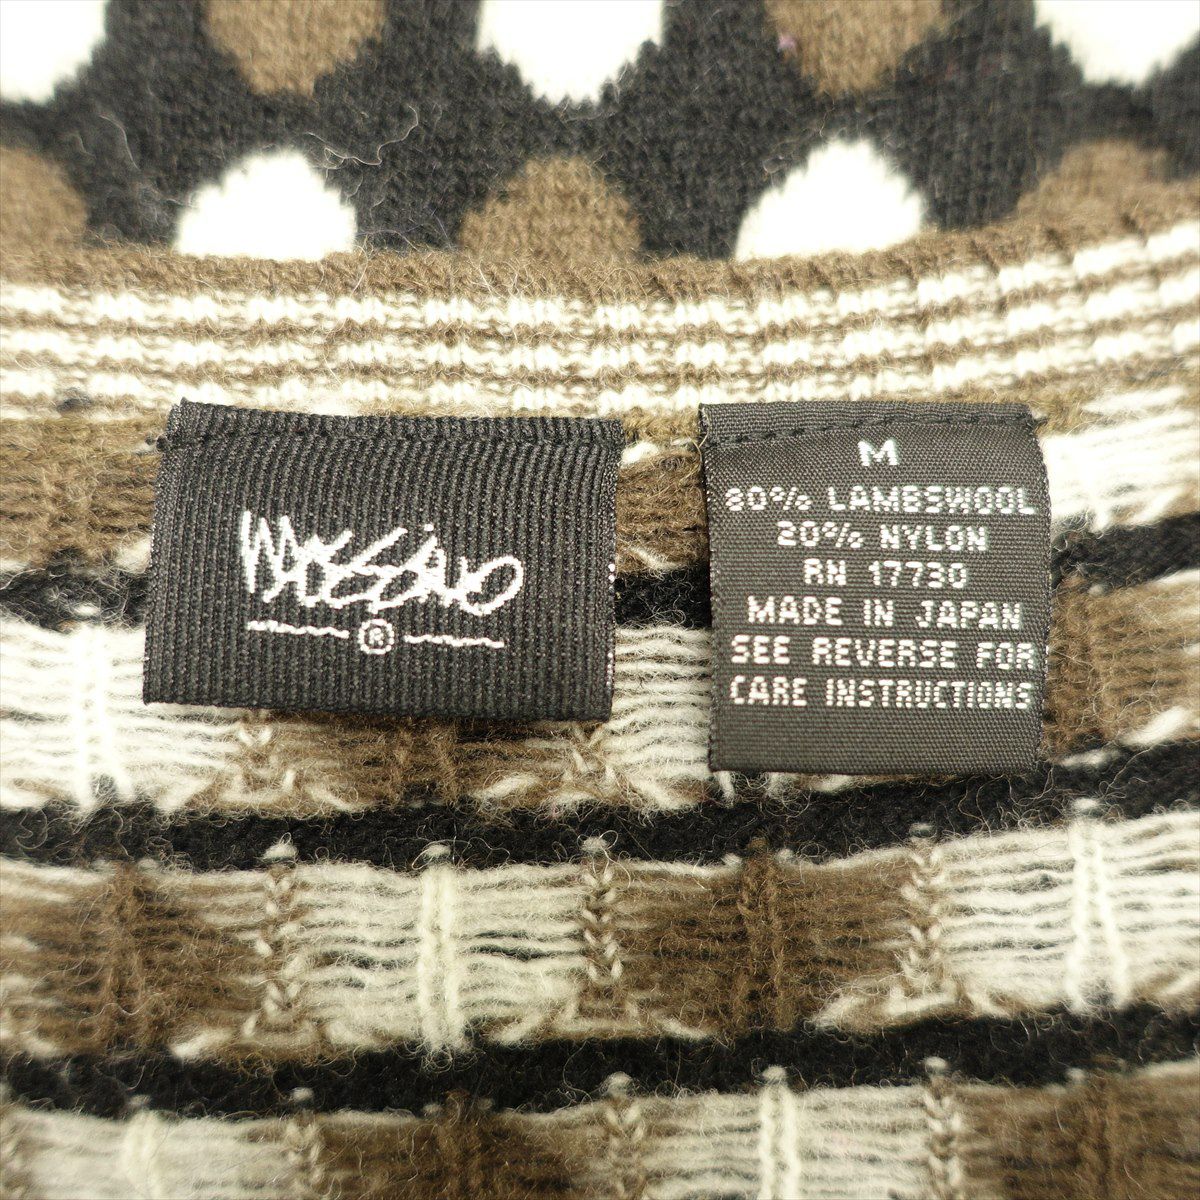 Mossimo
®
M
80% LAMBSWOOL
20% NYLON
RN 17730
MADE IN JAPAN
SEE REVERSE FOR
CARE INSTRUCTIONS